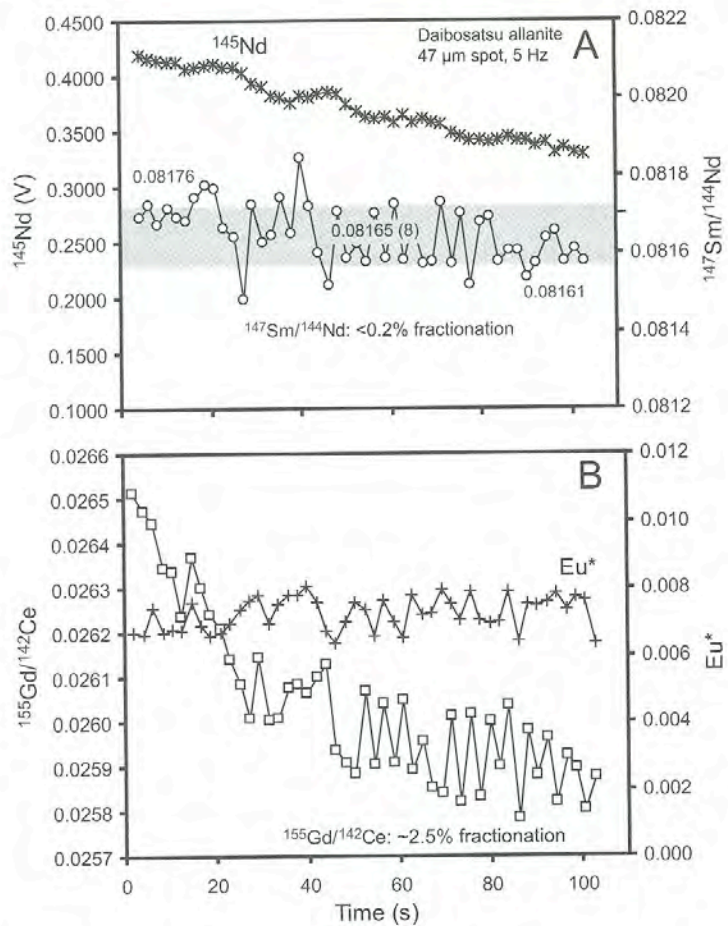 0.4500
0.4000
0.3500
0.3000
0.2500
0.2000
0.1500
0.1000
¹⁴⁵Nd (V)
¹⁴⁵Nd
Daibosatsu allanite
47 µm spot, 5 Hz
A
0.08176
0.08165 (8)
0.08161
¹⁴⁷Sm/¹⁴⁴Nd: <0.2% fractionation
0.0822
0.0820
0.0818
0.0816
0.0814
0.0812
¹⁴⁷Sm/¹⁴⁴Nd
0.0266
0.0265
0.0264
0.0263
0.0262
0.0261
0.0260
0.0259
0.0258
0.0257
¹⁵⁵Gd/¹⁴²Ce
B
Eu*
¹⁵⁵Gd/¹⁴²Ce: ~2.5% fractionation
0.012
0.010
0.008
0.006
0.004
0.002
0.000
Eu*
0 20 40 60 80 100
Time (s)